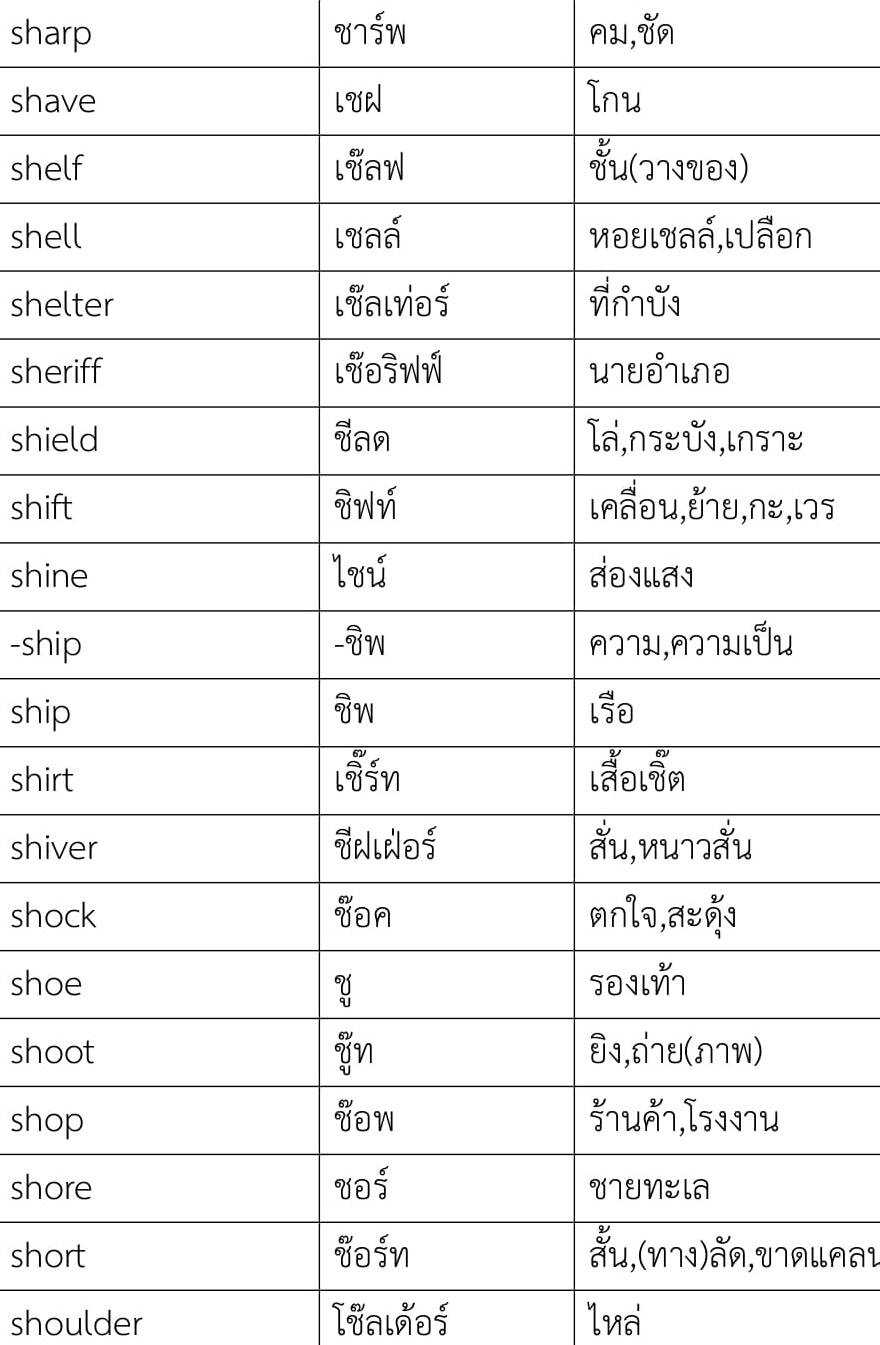 sharp ชาร์พ คม,ชัด
shave เชฝ โกน
shelf เช๊ลฟ ชั้น(วางของ)
shell เชลล์ หอยเชลล์,เปลือก
shelter เช๊ลเท่อร์ ที่กำบัง
sheriff เช๊อริฟฟ์ นายอำเภอ
shield ชีลด โล่,กระบัง,เกราะ
shift ชิฟท์ เคลื่อน,ย้าย,กะ,เวร
shine ไชน์ ส่องแสง
-ship -ชิพ ความ,ความเป็น
ship ชิพ เรือ
shirt เชิ๊ร์ท เสื้อเชิ๊ต
shiver ชีฝเฝ่อร์ สั่น,หนาวสั่น
shock ช๊อค ตกใจ,สะดุ้ง
shoe ชู รองเท้า
shoot ชู๊ท ยิง,ถ่าย(ภาพ)
shop ช๊อพ ร้านค้า,โรงงาน
shore ชอร์ ชายทะเล
short ช๊อร์ท สั้น,(ทาง)ลัด,ขาดแคลน
shoulder โช๊ลเด้อร์ ไหล่